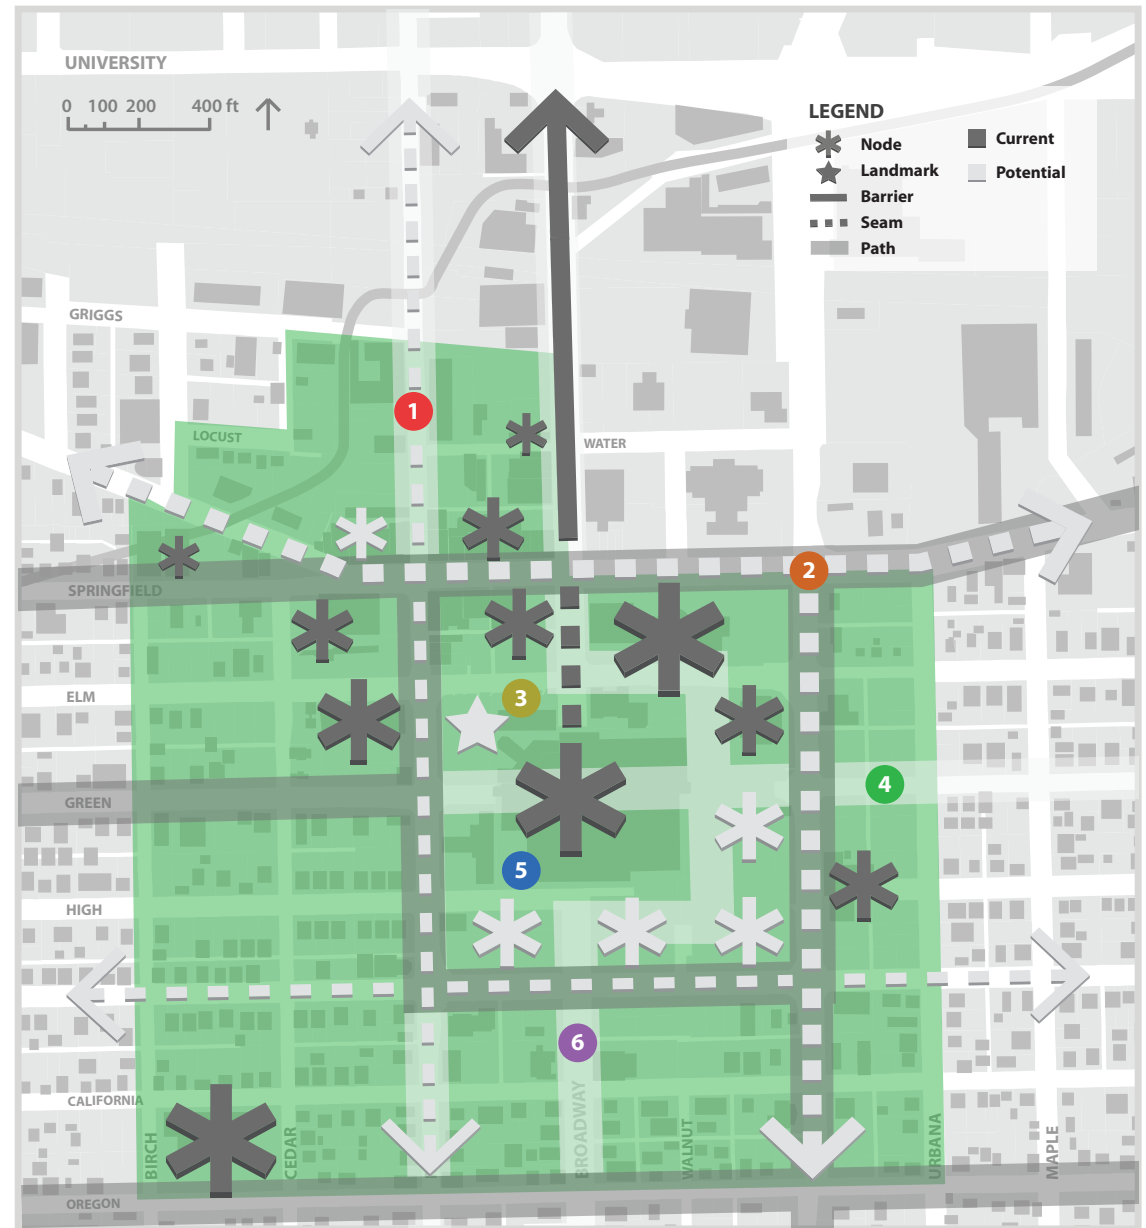 UNIVERSITY
0 100 200 400 ft
LEGEND
Node
Landmark
Barrier
Seam
Path
Current
Potential
GRIGGS
1
LOCUST
WATER
2
SPRINGFIELD
ELM
3
4
GREEN
5
HIGH
6
CALIFORNIA
BIRCH
CEDAR
BROADWAY
WALNUT
URBANA
MAPLE
OREGON